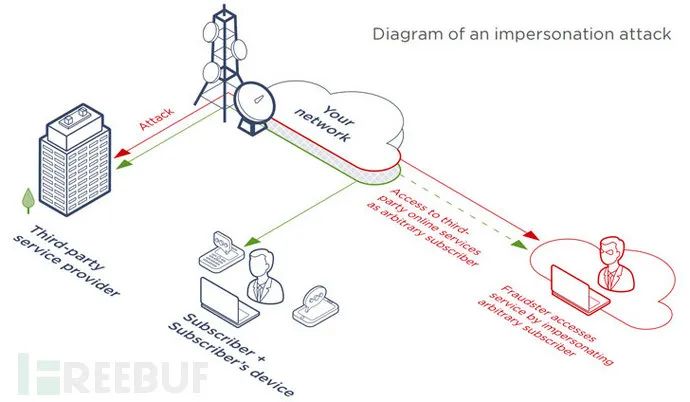 Diagram of an impersonation attack
Your
network
Attack
Third-party
service provider
Access to third-
party online services
as arbitrary subscriber
Subscriber +
Subscriber's device
Fraudster accesses
service by impersonating
arbitrary subscriber
FREEBUF